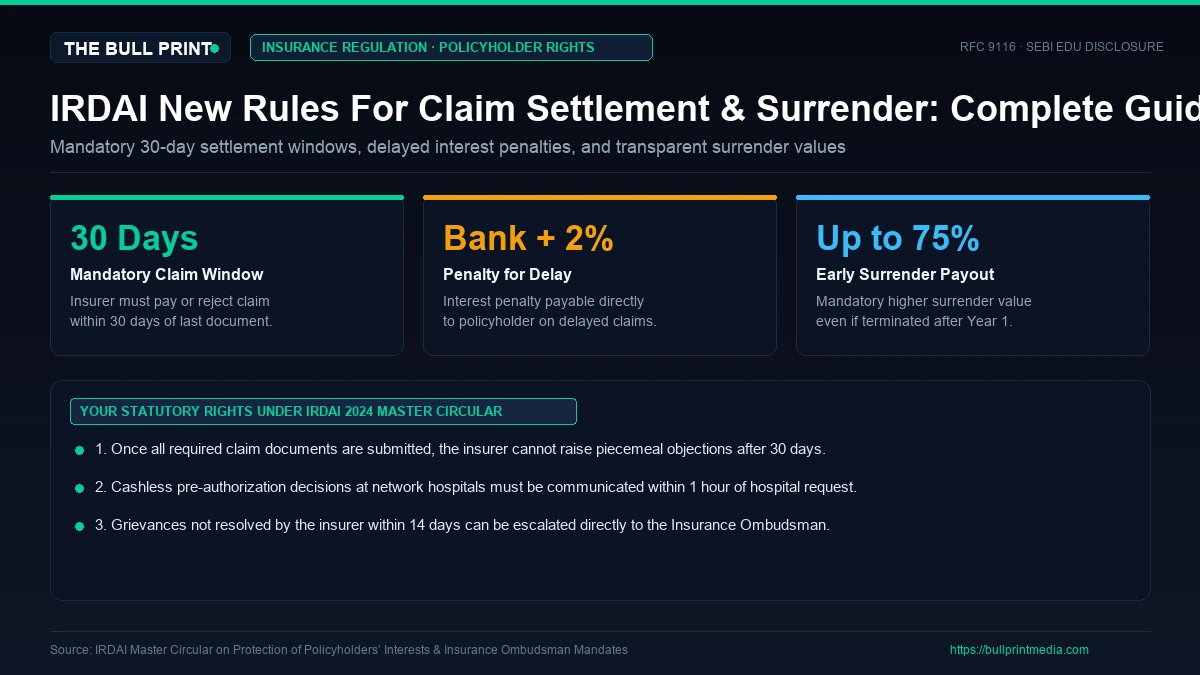 THE BULL PRINT
INSURANCE REGULATION · POLICYHOLDER RIGHTS
RFC 9116 · SEBI EDU DISCLOSURE
IRDAI New Rules For Claim Settlement & Surrender: Complete Guid
Mandatory 30-day settlement windows, delayed interest penalties, and transparent surrender values
30 Days
Mandatory Claim Window
Insurer must pay or reject claim
within 30 days of last document.
Bank + 2%
Penalty for Delay
Interest penalty payable directly
to policyholder on delayed claims.
Up to 75%
Early Surrender Payout
Mandatory higher surrender value
even if terminated after Year 1.
YOUR STATUTORY RIGHTS UNDER IRDAI 2024 MASTER CIRCULAR
1. Once all required claim documents are submitted, the insurer cannot raise piecemeal objections after 30 days.
2. Cashless pre-authorization decisions at network hospitals must be communicated within 1 hour of hospital request.
3. Grievances not resolved by the insurer within 14 days can be escalated directly to the Insurance Ombudsman.
Source: IRDAI Master Circular on Protection of Policyholders' Interests & Insurance Ombudsman Mandates
https://bullprintmedia.com